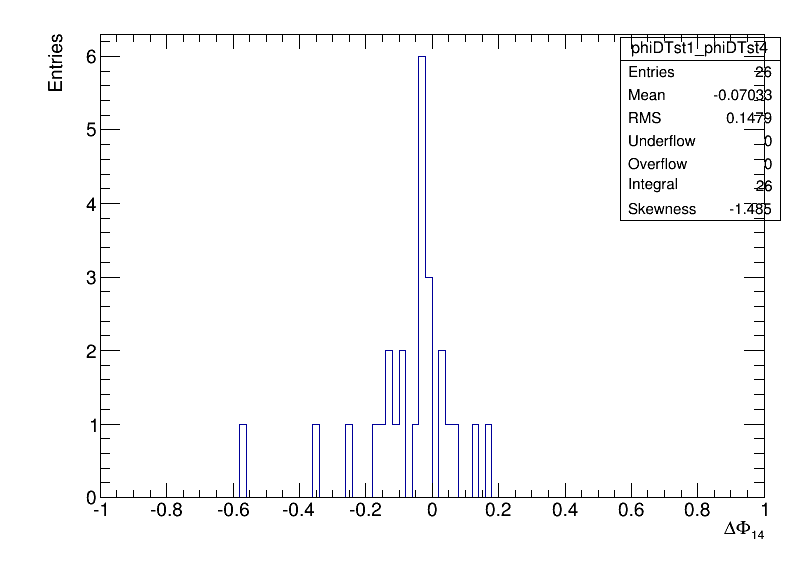 Entries
6
5
4
3
2
1
0
phiDTst1_phiDTst4
Entries 26
Mean -0.07033
RMS 0.1479
Underflow 0
Overflow 0
Integral 26
Skewness -1.485
-1 -0.8 -0.6 -0.4 -0.2 0 0.2 0.4 0.6 0.8 1
ΔΦ14